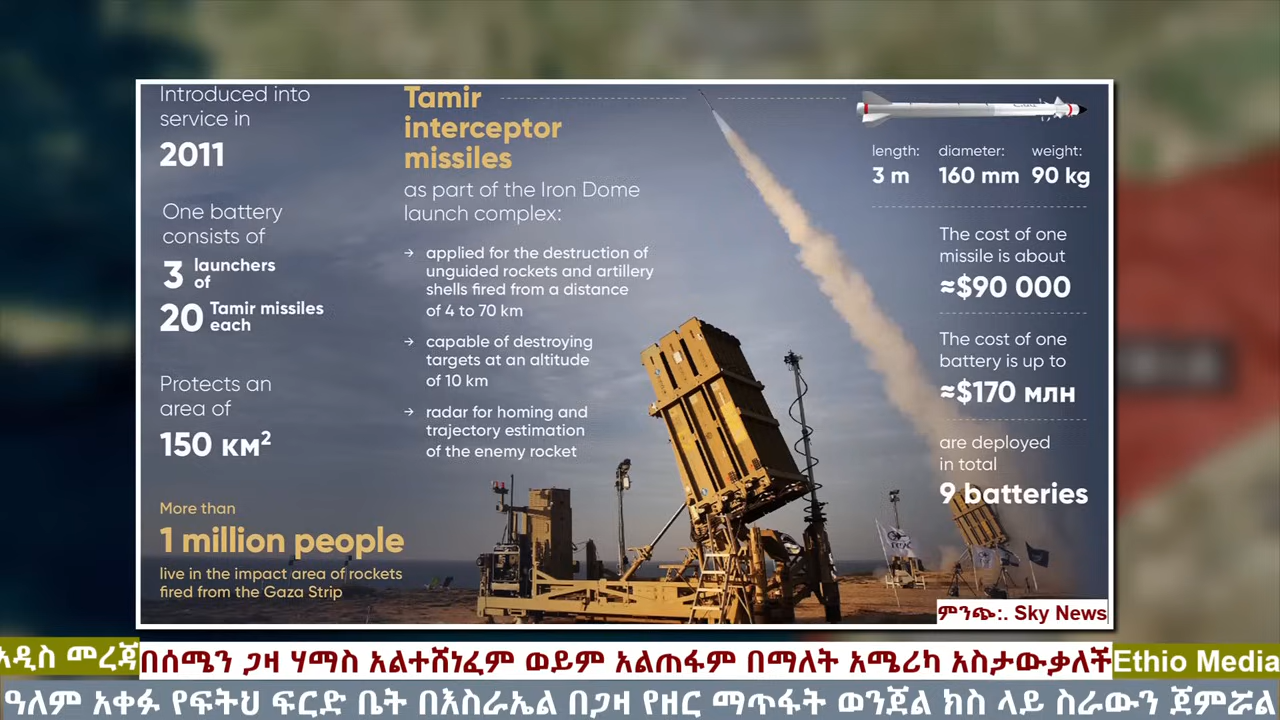 Introduced into
service in
2011
One battery
consists of
3 launchers
of
20 Tamir missiles
each
Protects an
area of
150 км²
More than
1 million people
live in the impact area of rockets
fired from the Gaza Strip
Tamir
interceptor
missiles
as part of the Iron Dome
launch complex:
→ applied for the destruction of
unguided rockets and artillery
shells fired from a distance
of 4 to 70 km
→ capable of destroying
targets at an altitude
of 10 km
→ radar for homing and
trajectory estimation
of the enemy rocket
length: diameter: weight:
3 m 160 mm 90 kg
The cost of one
missile is about
≈$90 000
The cost of one
battery is up to
≈$170 млн
are deployed
in total
9 batteries
ምንጭ:. Sky News
አዲስ መረጃ በሰሜን ጋዛ ሃማስ አልተሸነፈም ወይም አልጠፋም በማለት አሜሪካ አስታውቃለች Ethio Media
ዓለም አቀፉ የፍትህ ፍርድ ቤት በእስራኤል በጋዛ የዘር ማጥፋት ወንጀል ክስ ላይ ስራውን ጀምሯል